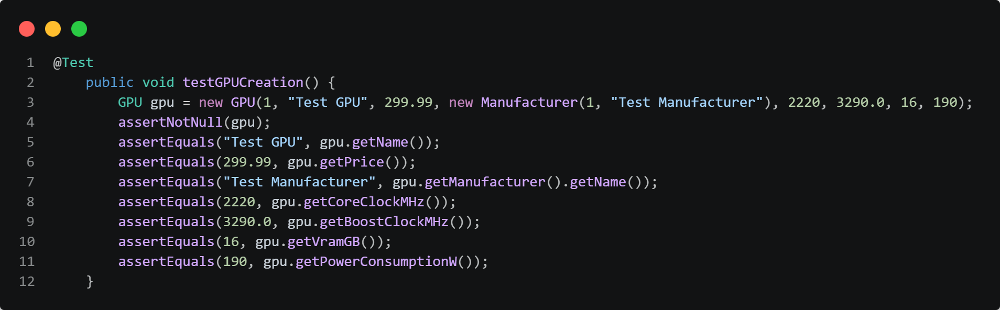 1 @Test
2     public void testGPUCreation() {
3         GPU gpu = new GPU(1, "Test GPU", 299.99, new Manufacturer(1, "Test Manufacturer"), 2220, 3290.0, 16, 190);
4         assertNotNull(gpu);
5         assertEquals("Test GPU", gpu.getName());
6         assertEquals(299.99, gpu.getPrice());
7         assertEquals("Test Manufacturer", gpu.getManufacturer().getName());
8         assertEquals(2220, gpu.getCoreClockMHz());
9         assertEquals(3290.0, gpu.getBoostClockMHz());
10         assertEquals(16, gpu.getVramGB());
11         assertEquals(190, gpu.getPowerConsumptionW());
12     }